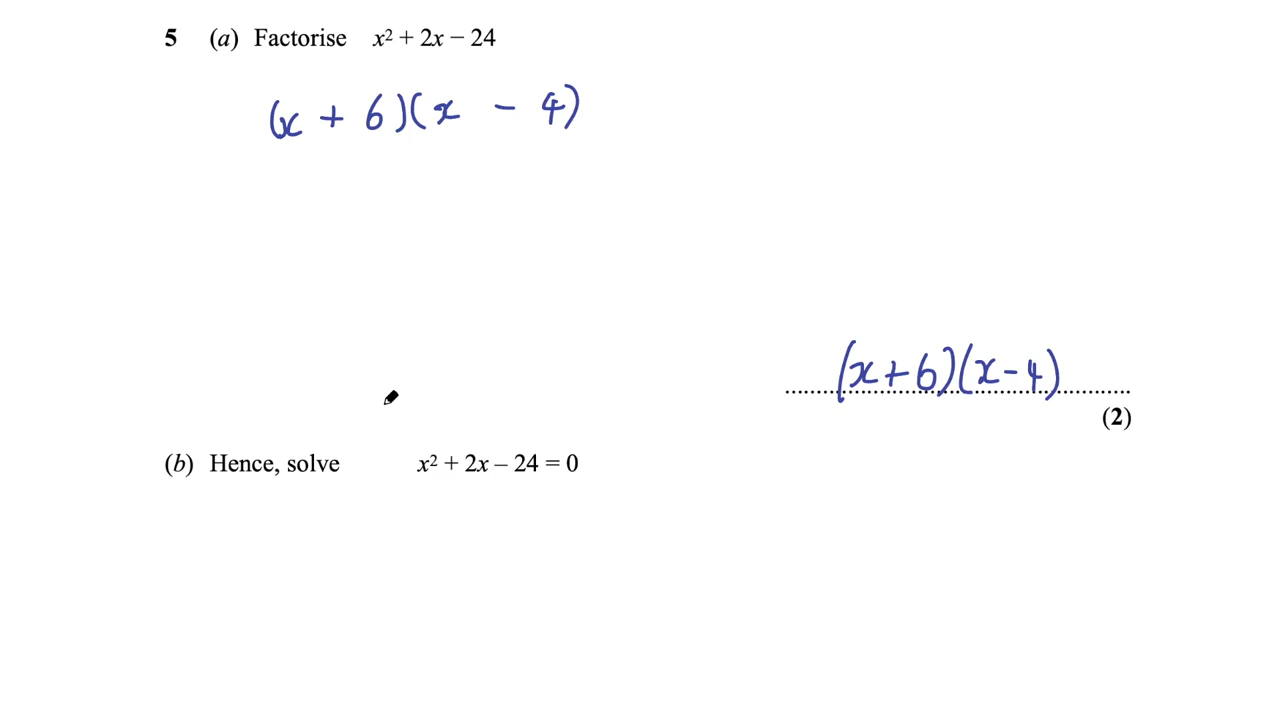 5 (a) Factorise x² + 2x − 24
(x + 6)(x - 4)
(x+6)(x-4)
(2)
(b) Hence, solve x² + 2x – 24 = 0